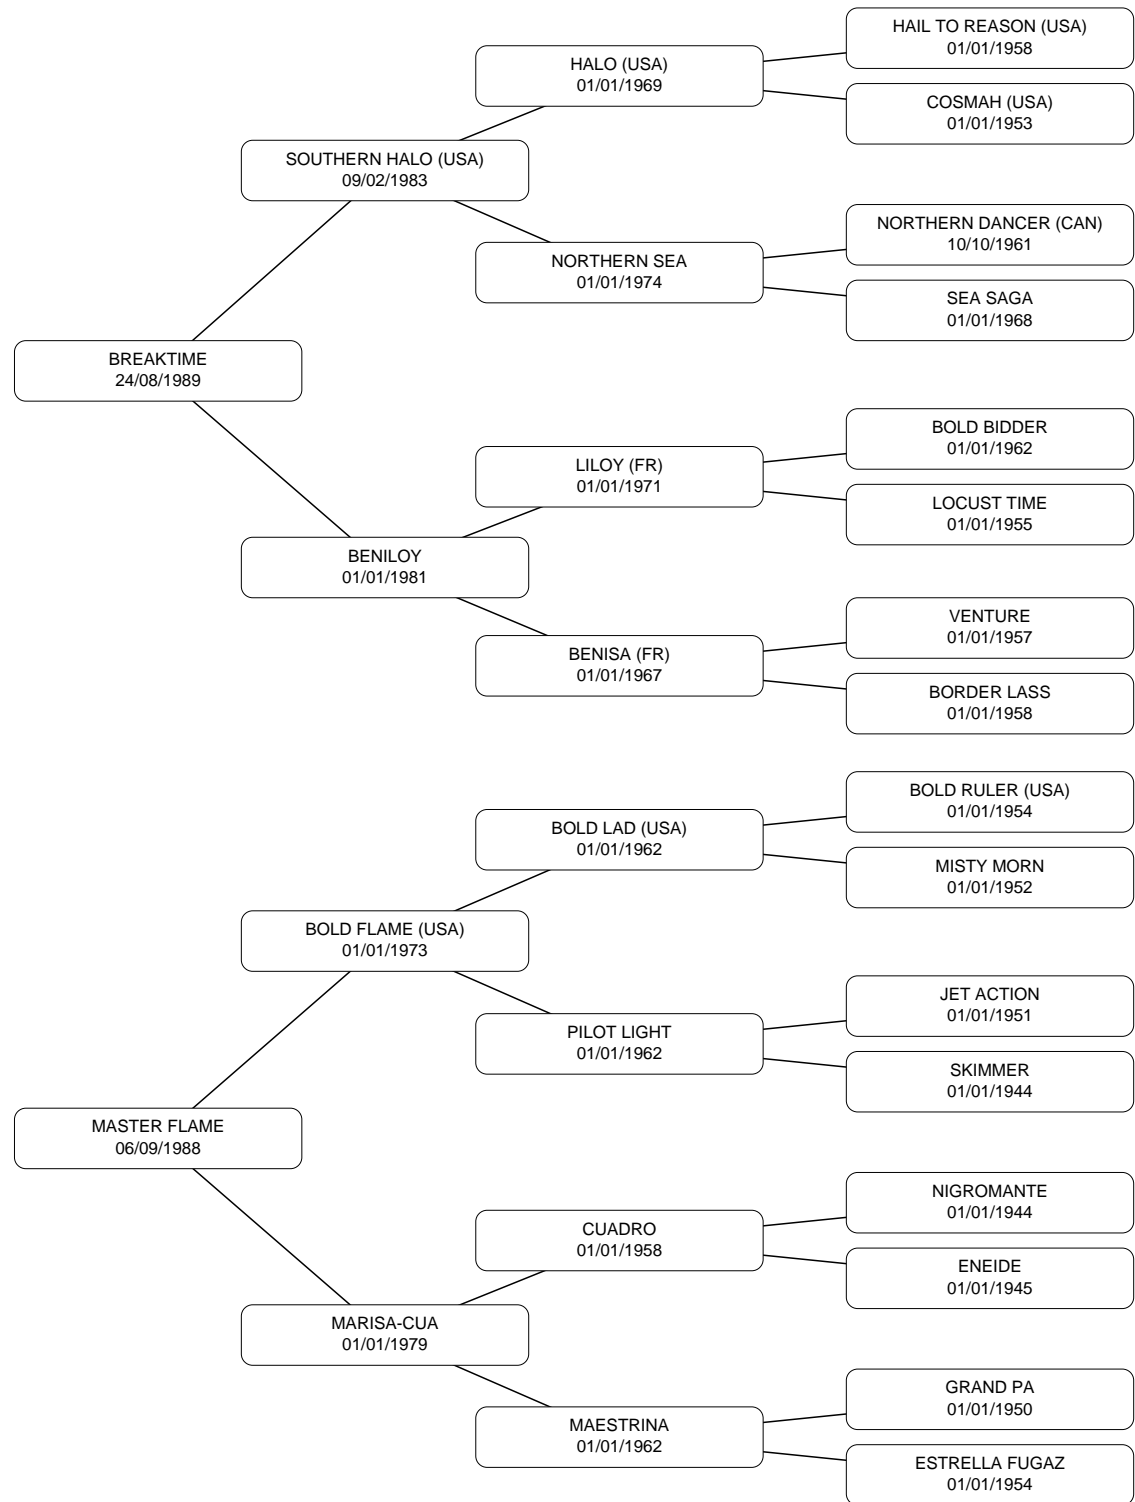 HAIL TO REASON (USA)
01/01/1958
HALO (USA)
01/01/1969
COSMAH (USA)
01/01/1953
SOUTHERN HALO (USA)
09/02/1983
NORTHERN DANCER (CAN)
10/10/1961
NORTHERN SEA
01/01/1974
SEA SAGA
01/01/1968
BREAKTIME
24/08/1989
BOLD BIDDER
01/01/1962
LILOY (FR)
01/01/1971
LOCUST TIME
01/01/1955
BENILOY
01/01/1981
VENTURE
01/01/1957
BENISA (FR)
01/01/1967
BORDER LASS
01/01/1958
BOLD RULER (USA)
01/01/1954
BOLD LAD (USA)
01/01/1962
MISTY MORN
01/01/1952
BOLD FLAME (USA)
01/01/1973
JET ACTION
01/01/1951
PILOT LIGHT
01/01/1962
SKIMMER
01/01/1944
MASTER FLAME
06/09/1988
NIGROMANTE
01/01/1944
CUADRO
01/01/1958
ENEIDE
01/01/1945
MARISA-CUA
01/01/1979
GRAND PA
01/01/1950
MAESTRINA
01/01/1962
ESTRELLA FUGAZ
01/01/1954